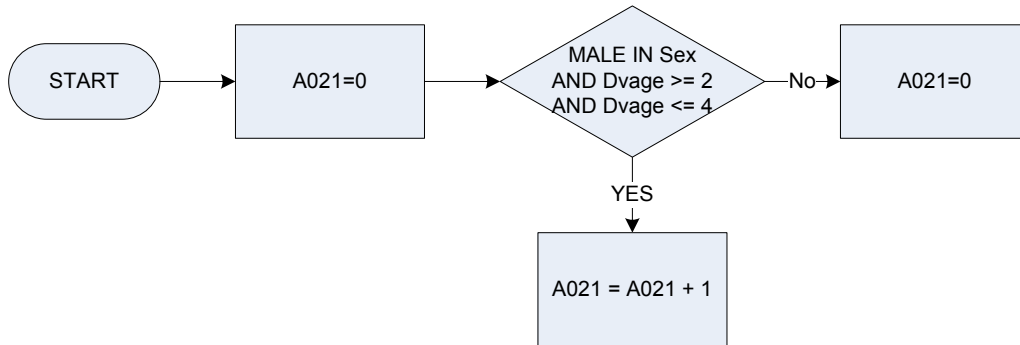 START
A021=0
MALE IN Sex
AND Dvage >= 2
AND Dvage <= 4
No
A021=0
YES
A021 = A021 + 1